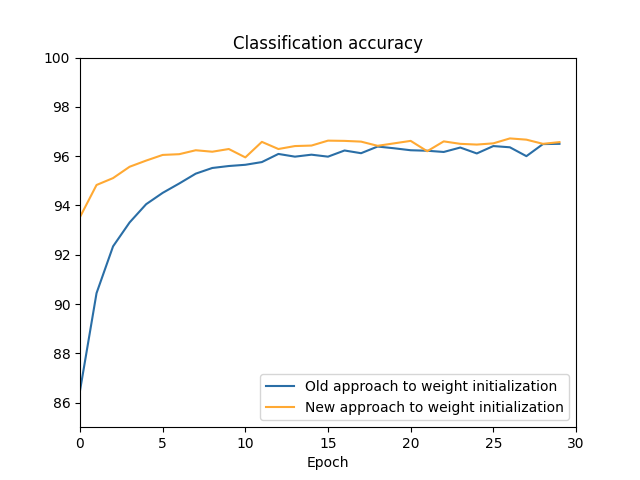 Classification accuracy
100
98
96
94
92
90
88
86
Old approach to weight initialization
New approach to weight initialization
0 5 10 15 20 25 30
Epoch